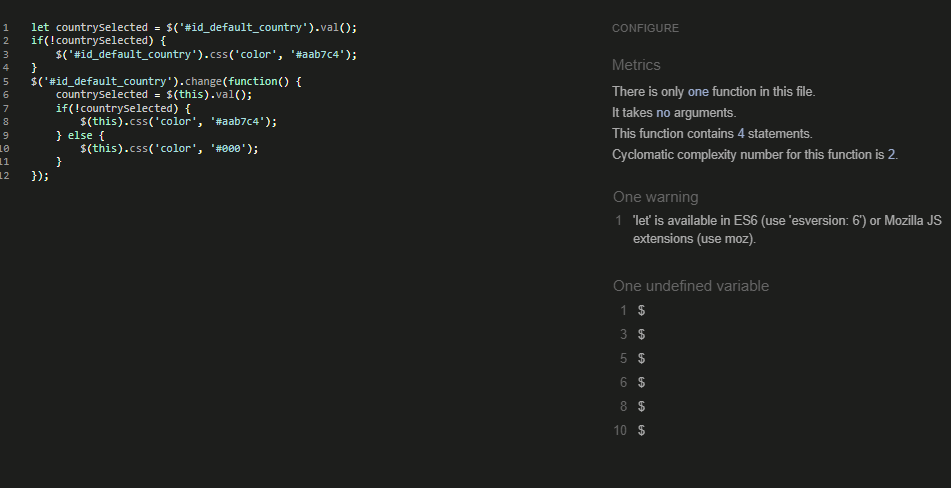 1 let countrySelected = $('#id_default_country').val();
2 if(!countrySelected) {
3 $('#id_default_country').css('color', '#aab7c4');
4 }
5 $('#id_default_country').change(function() {
6 countrySelected = $(this).val();
7 if(!countrySelected) {
8 $(this).css('color', '#aab7c4');
9 } else {
10 $(this).css('color', '#000');
11 }
12 });
CONFIGURE
Metrics
There is only one function in this file.
It takes no arguments.
This function contains 4 statements.
Cyclomatic complexity number for this function is 2.
One warning
1 'let' is available in ES6 (use 'esversion: 6') or Mozilla JS
extensions (use moz).
One undefined variable
1 $
3 $
5 $
6 $
8 $
10 $